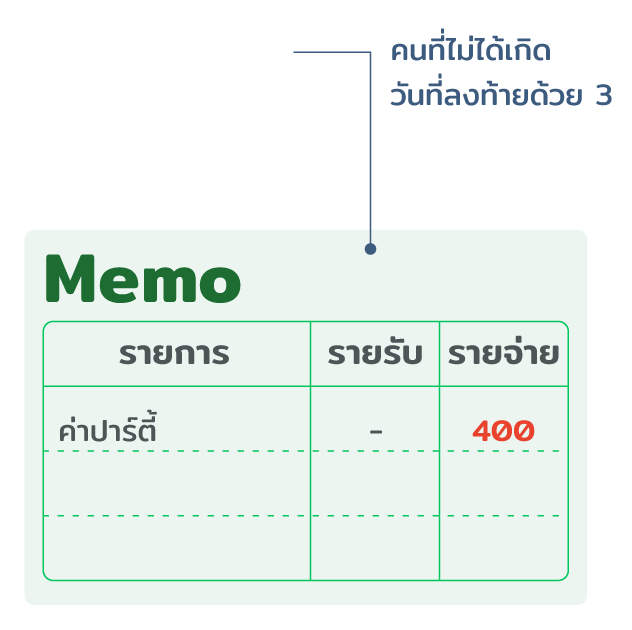 คนที่ไม่ได้เกิด
วันที่ลงท้ายด้วย 3
Memo
รายการ รายรับ รายจ่าย
ค่าปาร์ตี้ - 400